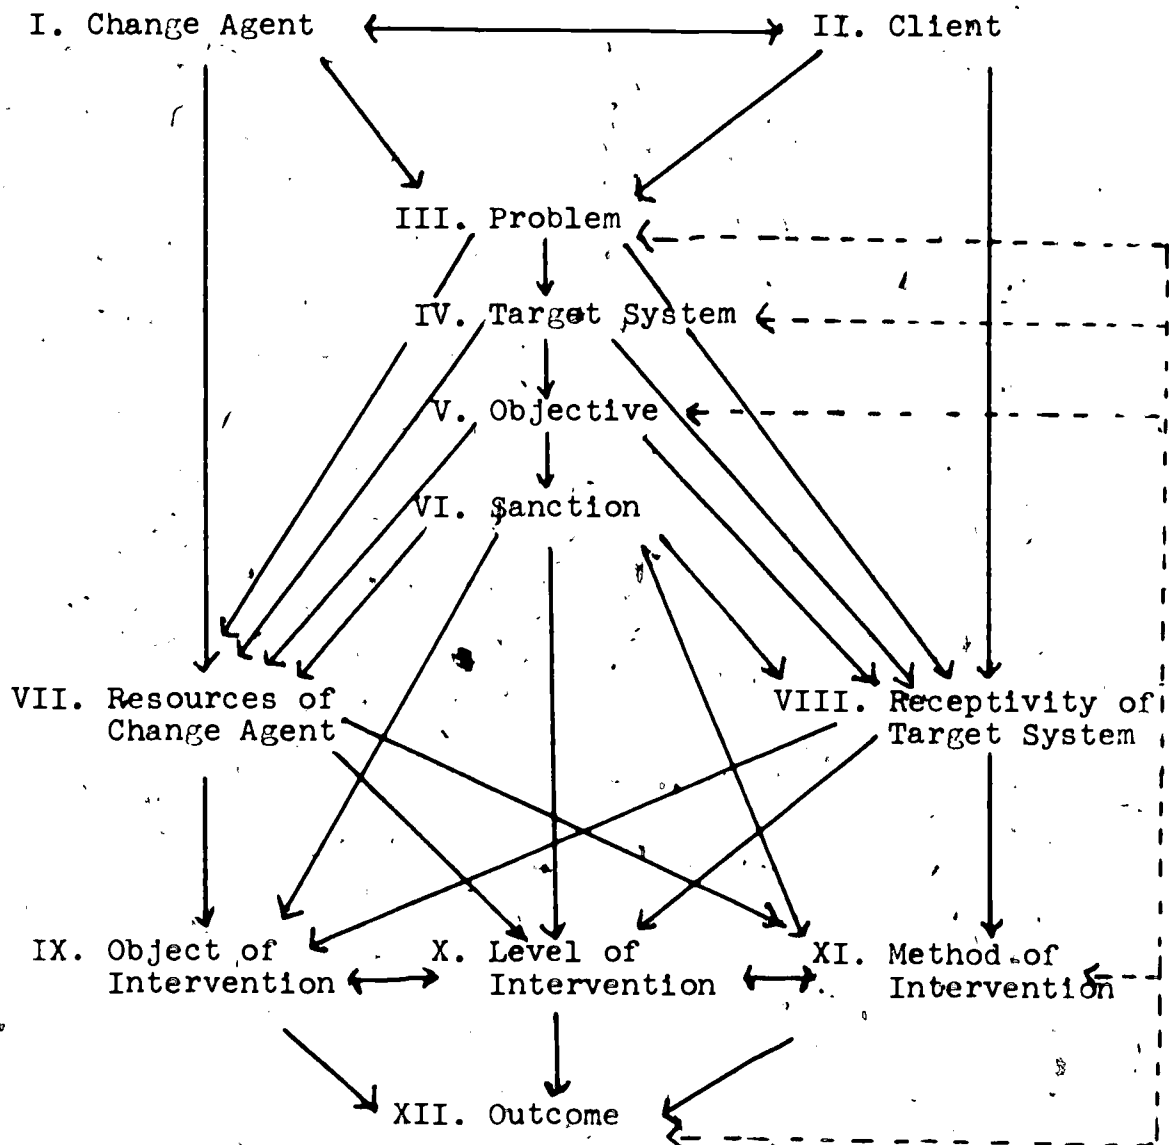 I. Change Agent
II. Client
III. Problem
IV. Target System
V. Objective
VI. Sanction
VII. Resources of
Change Agent
VIII. Receptivity of
Target System
IX. Object of
Intervention
X. Level of
Intervention
XI. Method of
Intervention
XII. Outcome